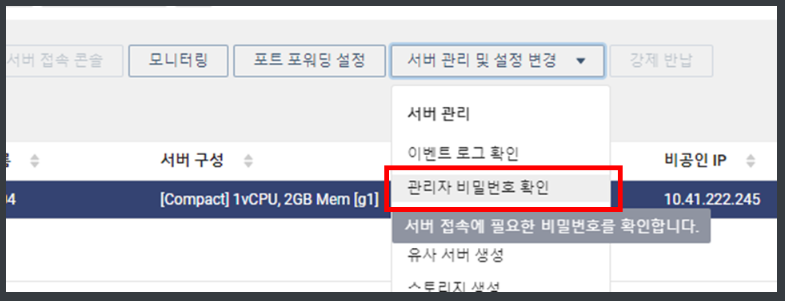 서버 접속 콘솔
모니터링
포트 포워딩 설정
서버 관리 및 설정 변경
강제 반납
서버 관리
이벤트 로그 확인
서버 구성
비공인 IP
관리자 비밀번호 확인
[Compact] 1vCPU, 2GB Mem [g1]
10.41.222.245
서버 접속에 필요한 비밀번호를 확인합니다.
유사 서버 생성
스토리지 생성